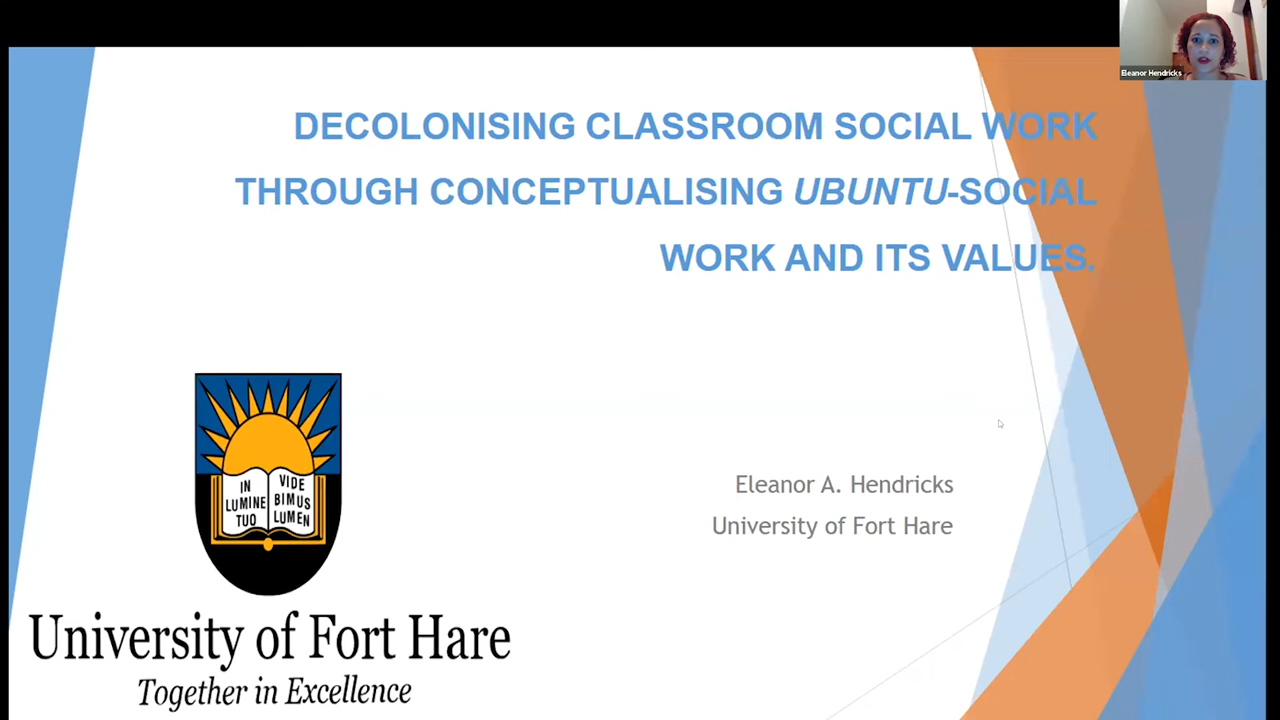 Eleanor Hendricks
DECOLONISING CLASSROOM SOCIAL WORK
THROUGH CONCEPTUALISING UBUNTU-SOCIAL
WORK AND ITS VALUES.
IN
LUMINE
TUO
VIDE
BIMUS
LUMEN
Eleanor A. Hendricks
University of Fort Hare
University of Fort Hare
Together in Excellence